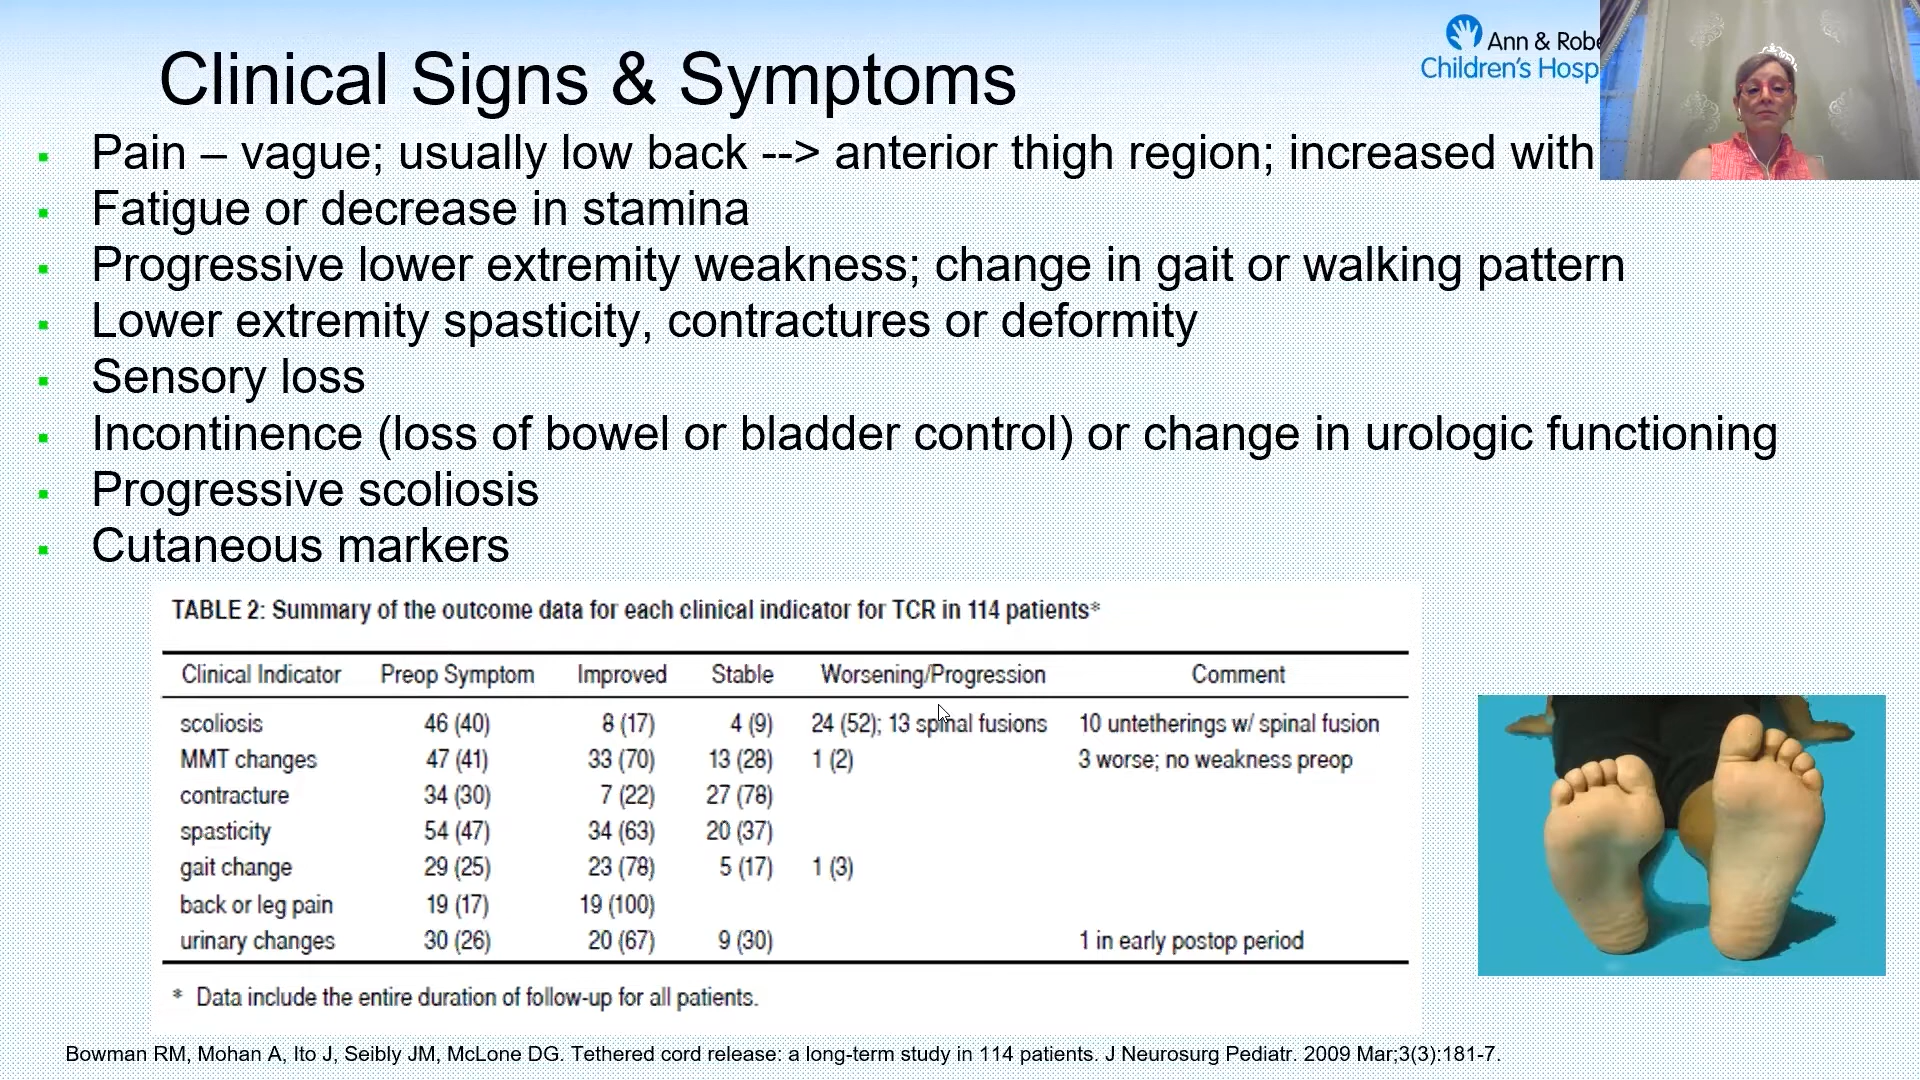 Clinical Signs & Symptoms
Ann & Robe
Children's Hosp
▪ Pain – vague; usually low back --> anterior thigh region; increased with
▪ Fatigue or decrease in stamina
▪ Progressive lower extremity weakness; change in gait or walking pattern
▪ Lower extremity spasticity, contractures or deformity
▪ Sensory loss
▪ Incontinence (loss of bowel or bladder control) or change in urologic functioning
▪ Progressive scoliosis
▪ Cutaneous markers
TABLE 2: Summary of the outcome data for each clinical indicator for TCR in 114 patients*
Clinical Indicator Preop Symptom Improved Stable Worsening/Progression Comment
scoliosis 46 (40) 8 (17) 4 (9) 24 (52); 13 spinal fusions 10 untetherings w/ spinal fusion
MMT changes 47 (41) 33 (70) 13 (28) 1 (2) 3 worse; no weakness preop
contracture 34 (30) 7 (22) 27 (78)
spasticity 54 (47) 34 (63) 20 (37)
gait change 29 (25) 23 (78) 5 (17) 1 (3)
back or leg pain 19 (17) 19 (100)
urinary changes 30 (26) 20 (67) 9 (30) 1 in early postop period
* Data include the entire duration of follow-up for all patients.
Bowman RM, Mohan A, Ito J, Seibly JM, McLone DG. Tethered cord release: a long-term study in 114 patients. J Neurosurg Pediatr. 2009 Mar;3(3):181-7.